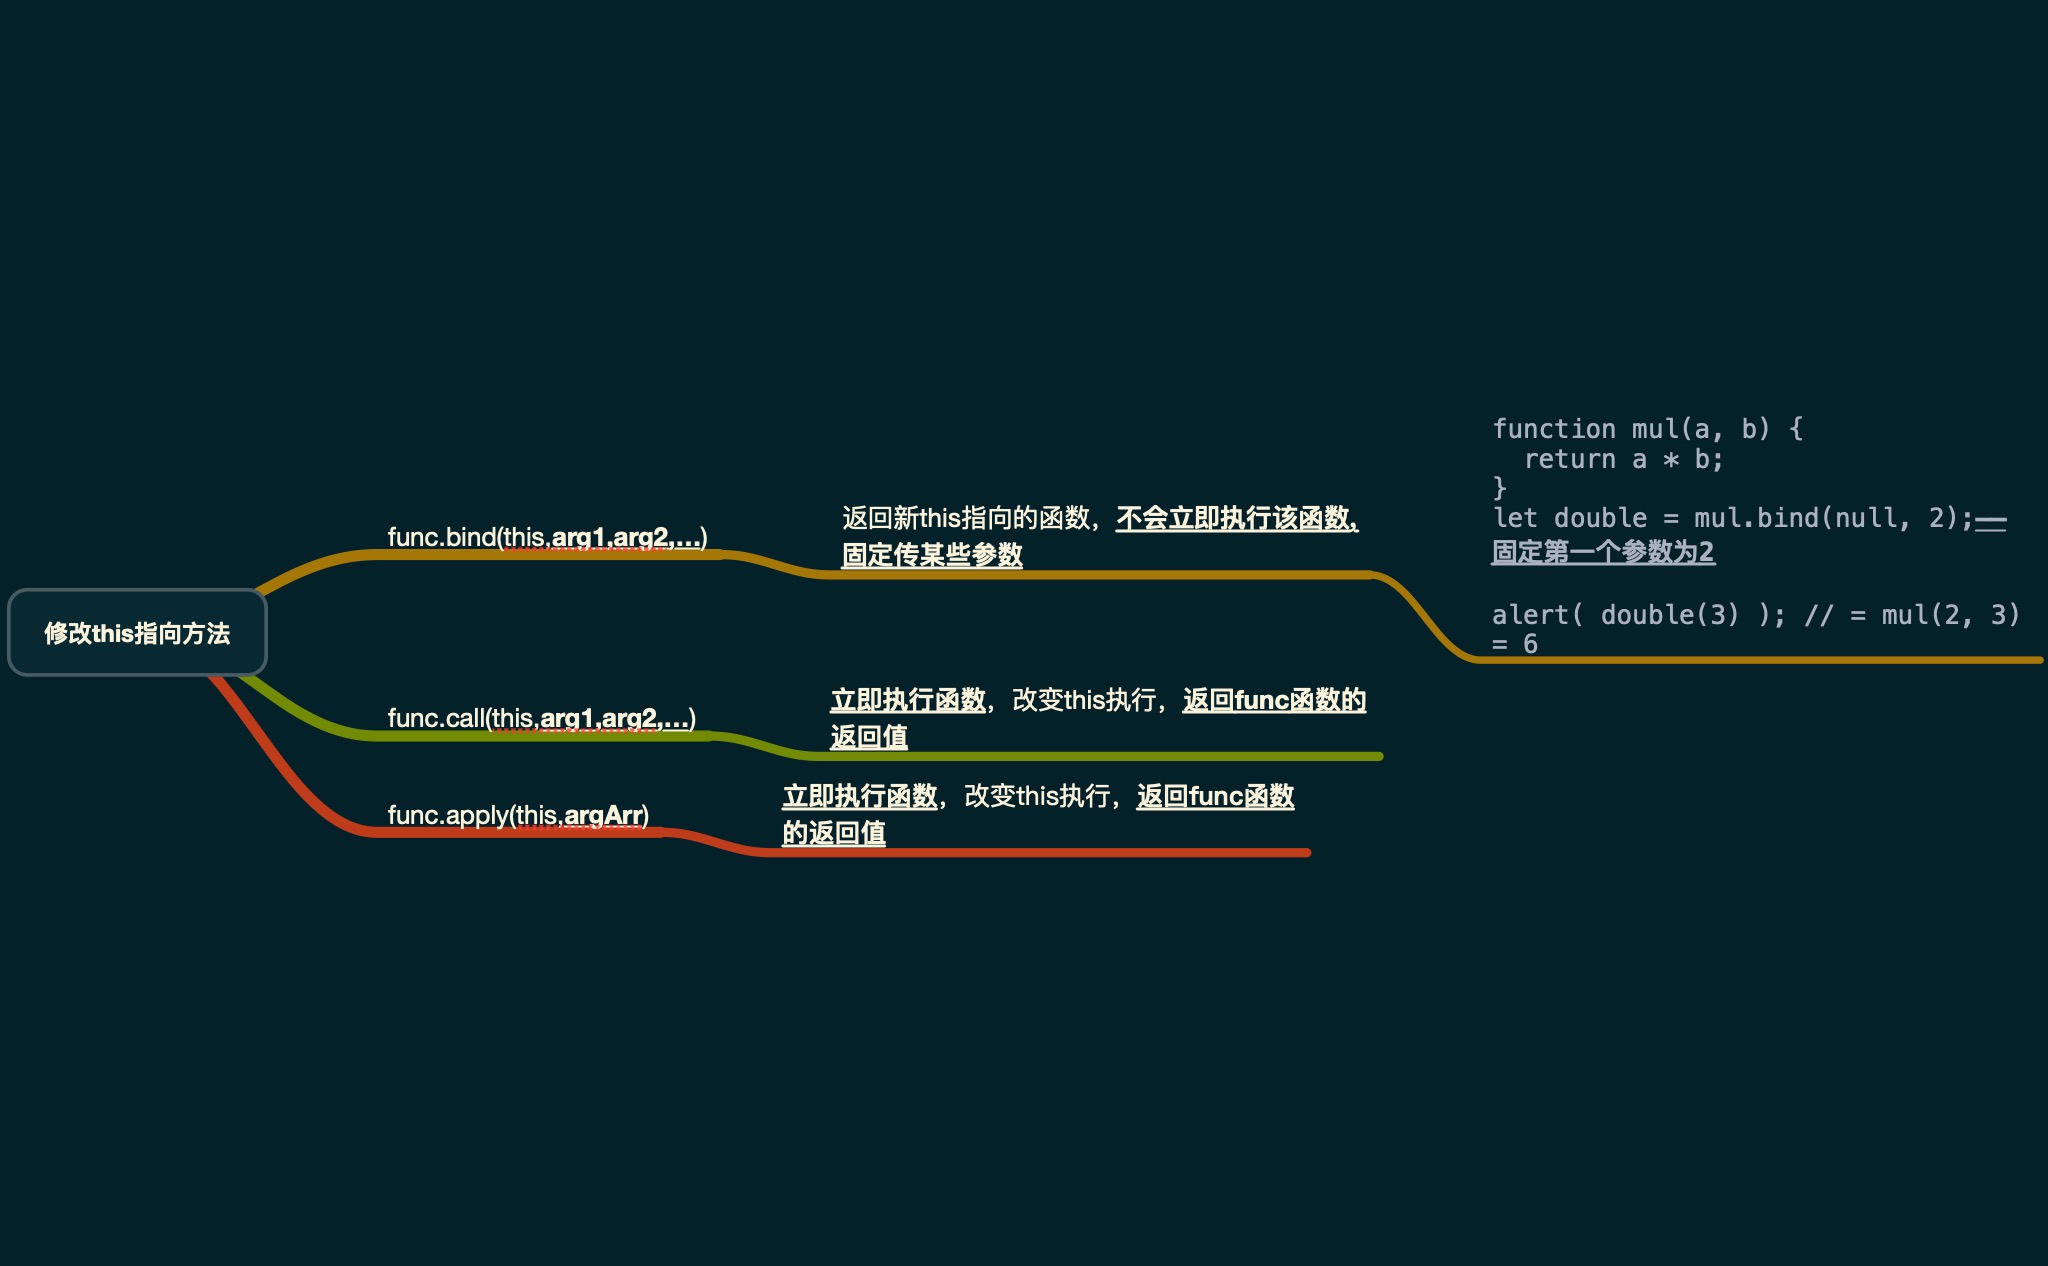 修改this指向方法
func.bind(this,arg1,arg2,...)
返回新this指向的函数，不会立即执行该函数,
固定传某些参数
function mul(a, b) {
  return a * b;
}
let double = mul.bind(null, 2);——
固定第一个参数为2
alert( double(3) ); // = mul(2, 3)
= 6
func.call(this,arg1,arg2,...)
立即执行函数，改变this执行，返回func函数的
返回值
func.apply(this,argArr)
立即执行函数，改变this执行，返回func函数
的返回值